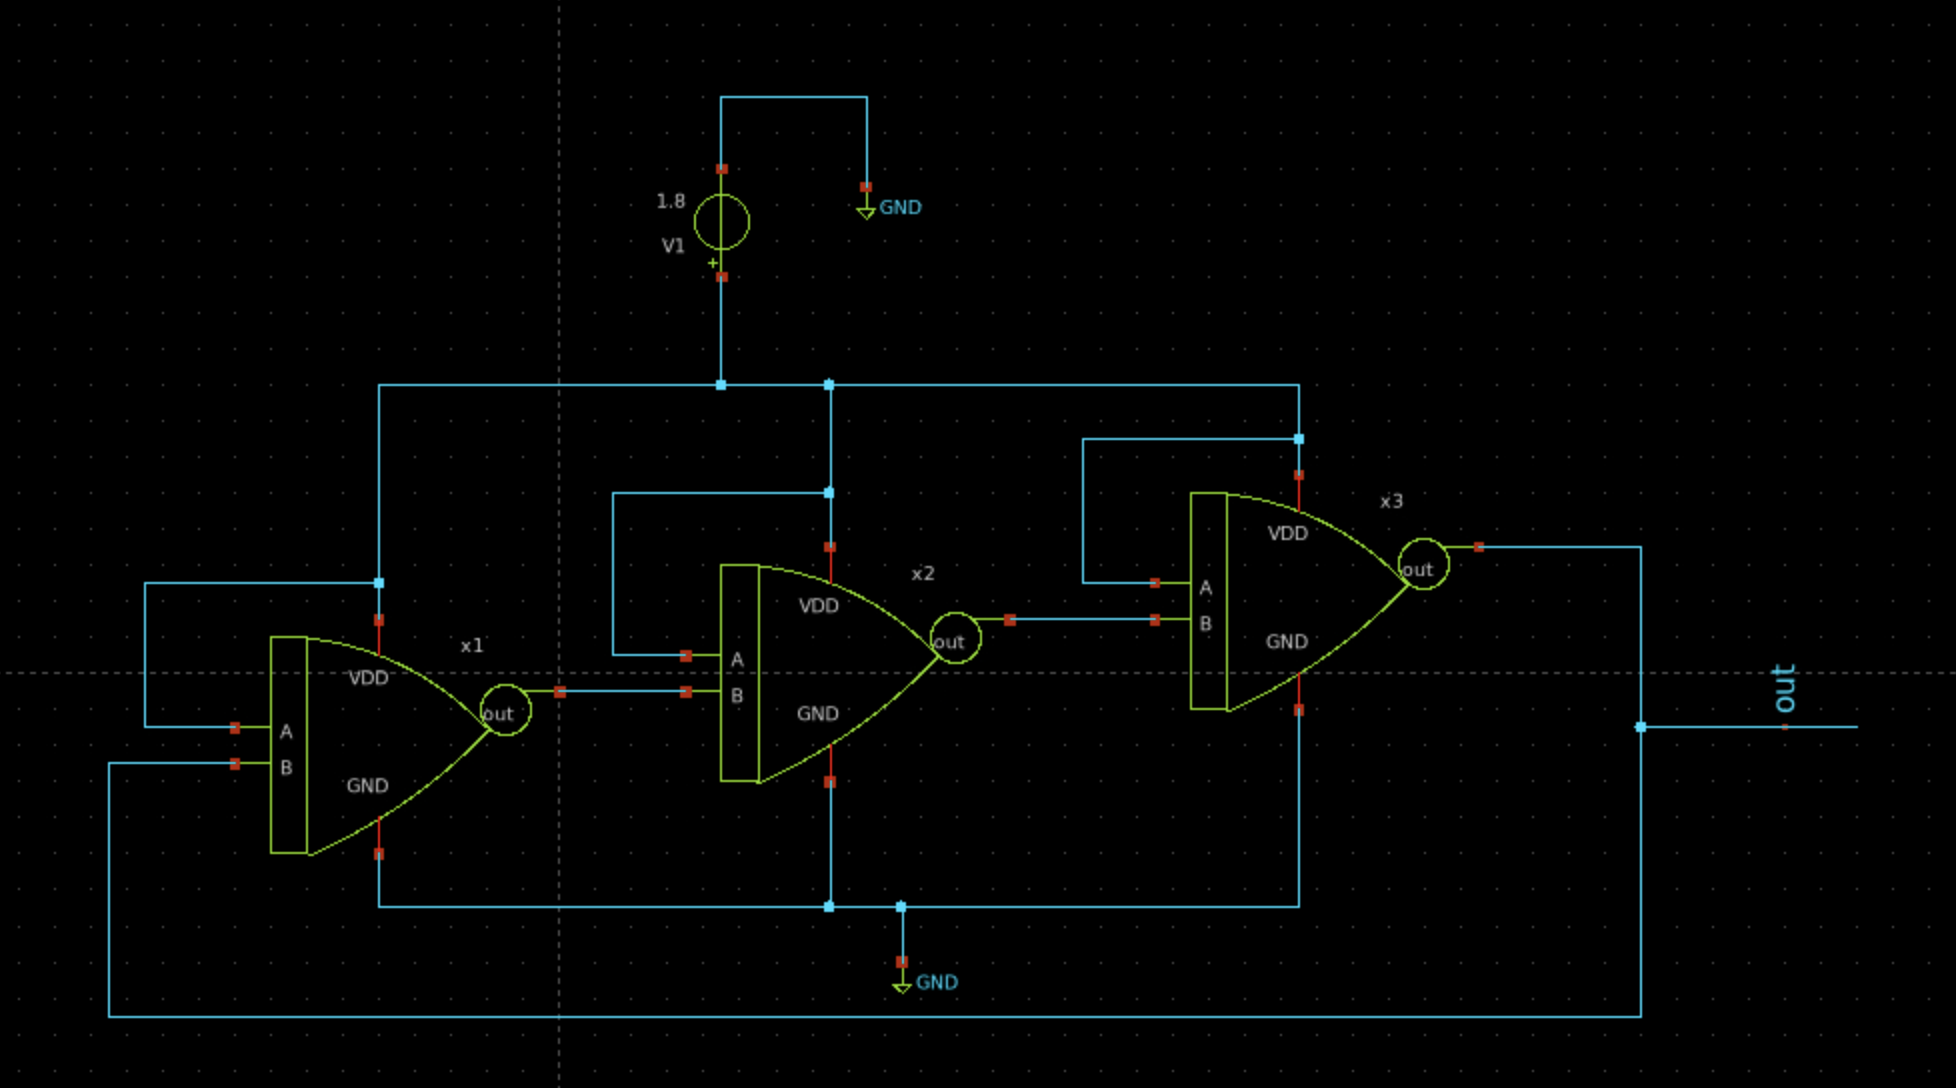 1.8
GND
V1
+
x3
VDD
out
x2
A
VDD
B
out
GND
x1
A
VDD
B
out
GND
out
A
B
GND
GND